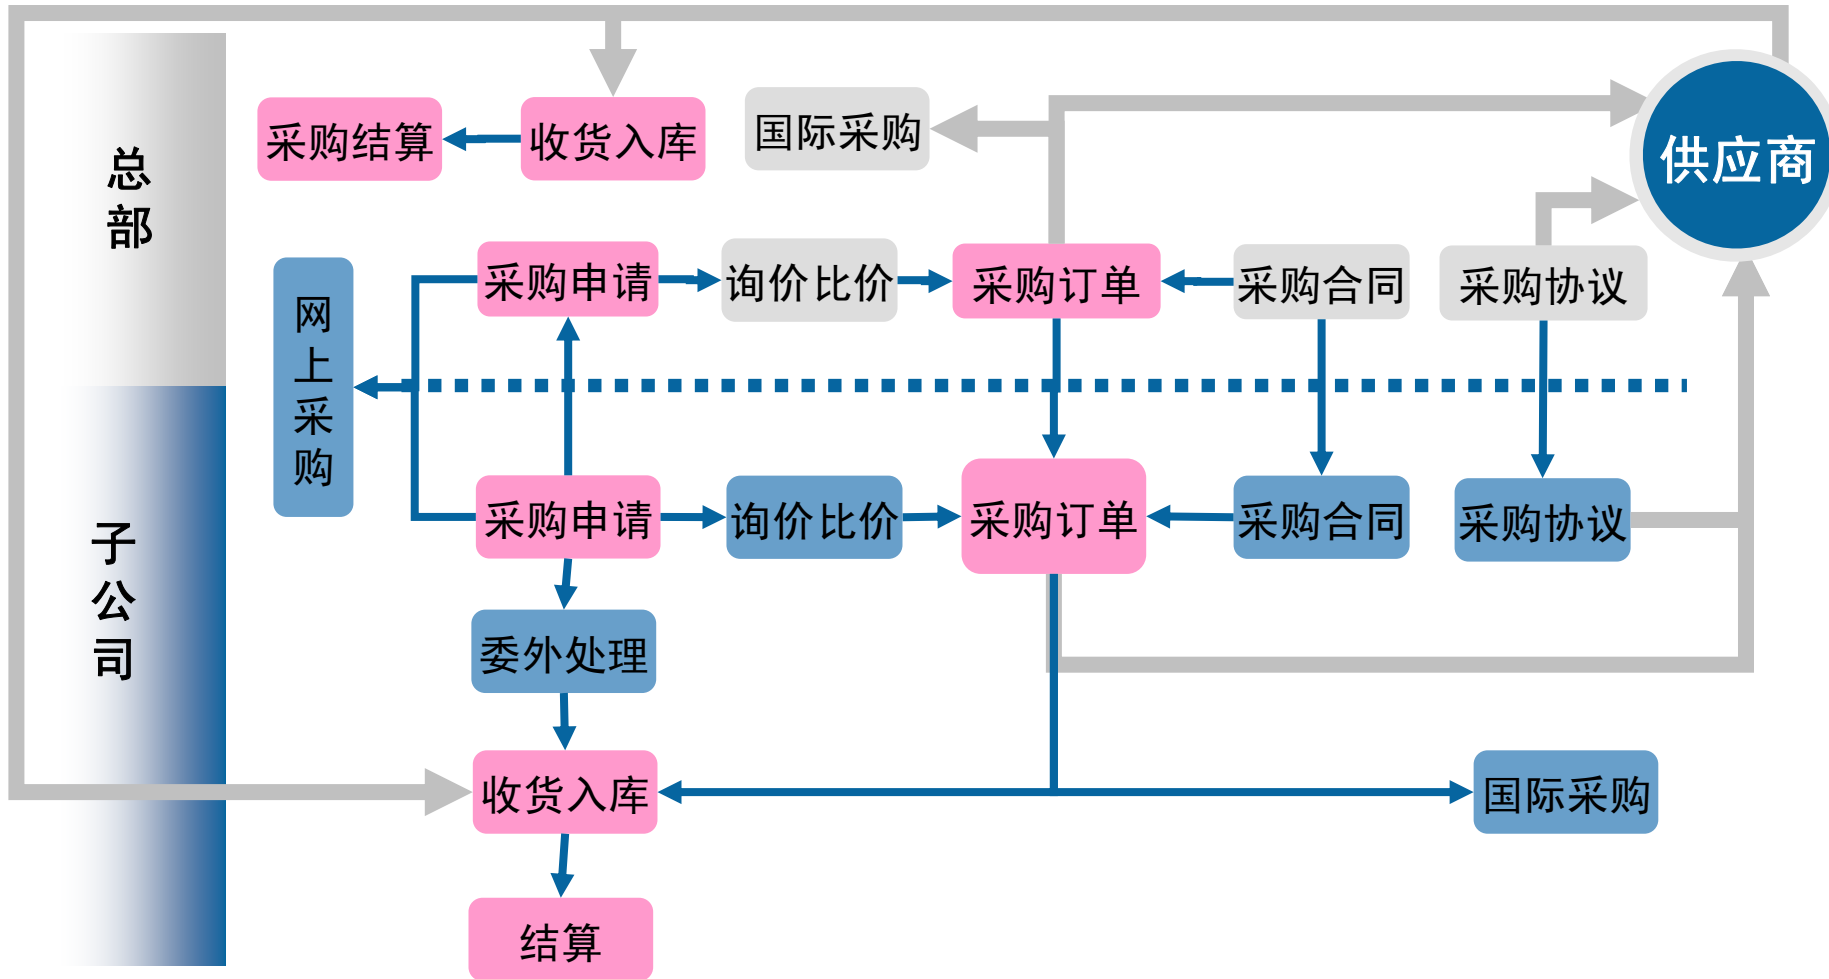 总部
采购结算
收货入库
国际采购
供应商
采购申请
询价比价
采购订单
采购合同
采购协议
网上采购
子公司
采购申请
询价比价
采购订单
采购合同
采购协议
委外处理
收货入库
国际采购
结算